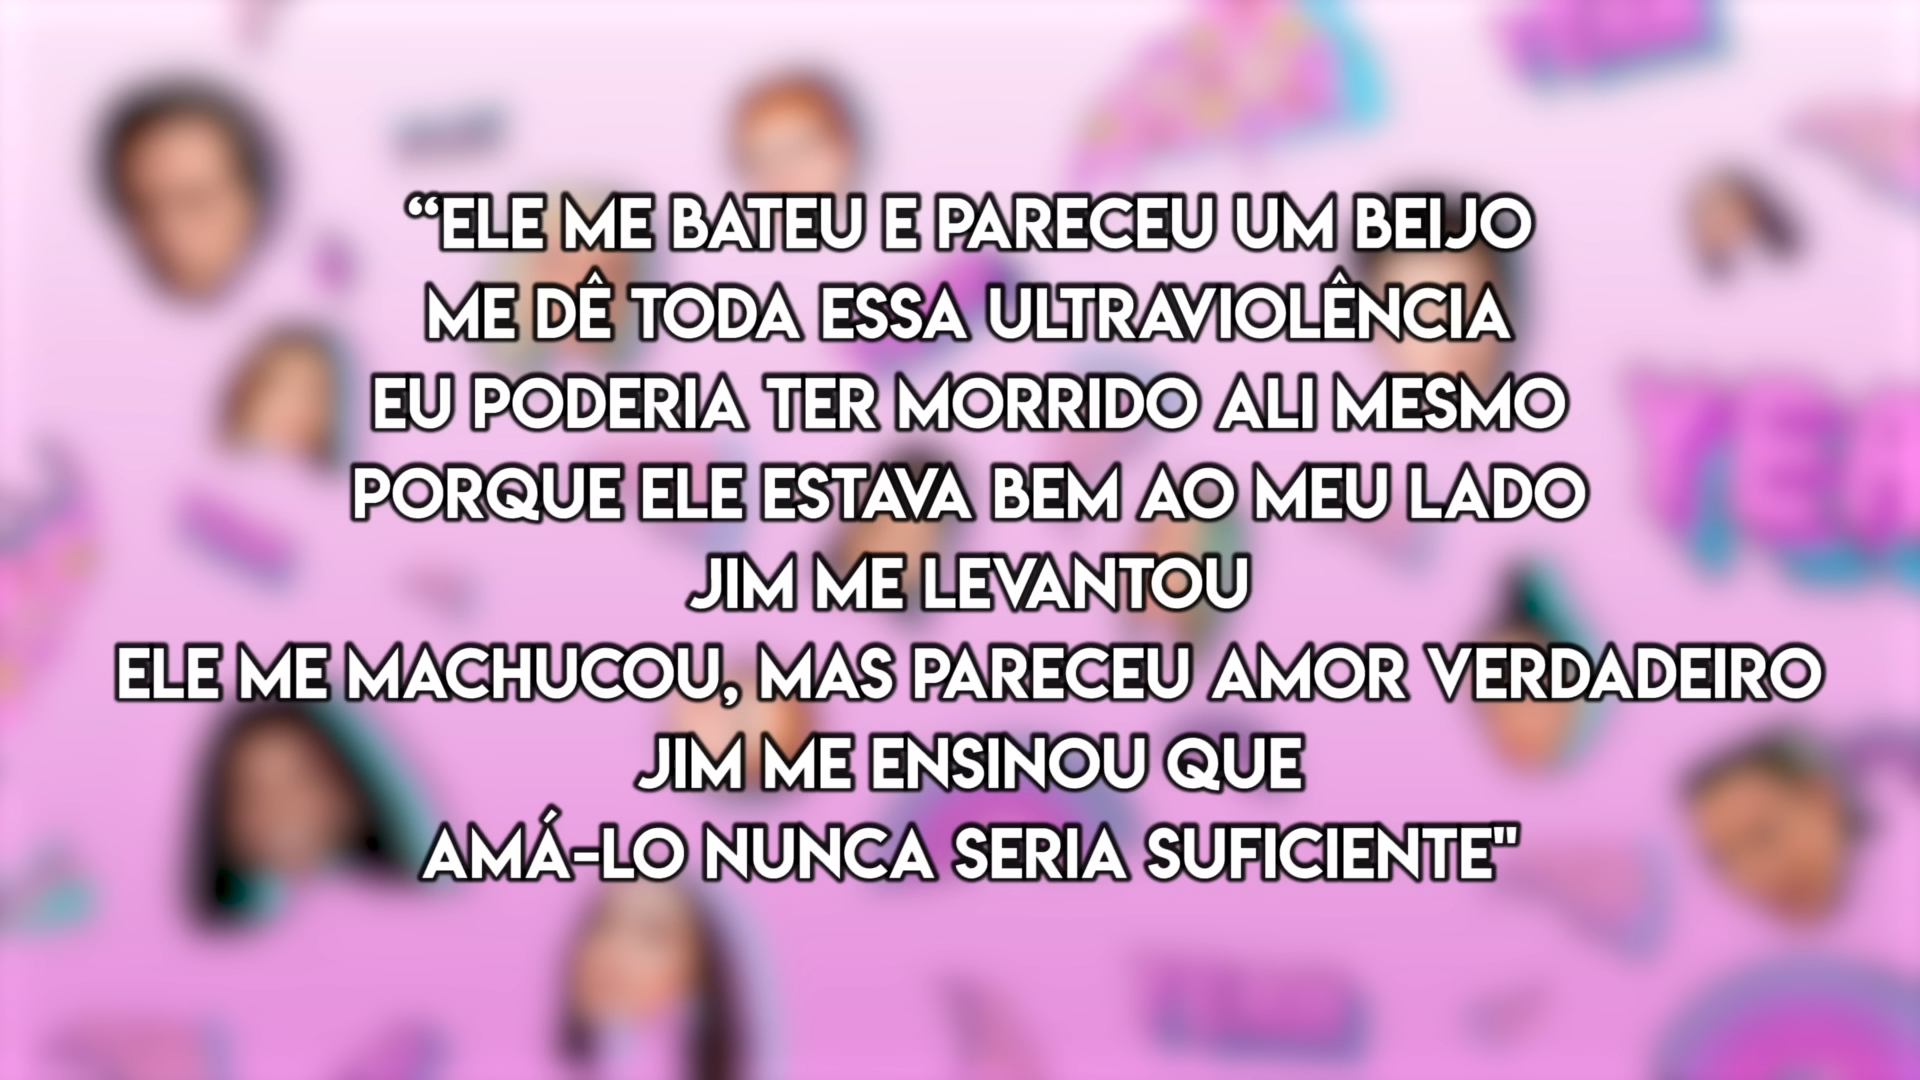 “ELE ME BATEU E PARECEU UM BEIJO
ME DÊ TODA ESSA ULTRAVIOLÊNCIA
EU PODERIA TER MORRIDO ALI MESMO
PORQUE ELE ESTAVA BEM AO MEU LADO
JIM ME LEVANTOU
ELE ME MACHUCOU, MAS PARECEU AMOR VERDADEIRO
JIM ME ENSINOU QUE
AMÁ-LO NUNCA SERIA SUFICIENTE"